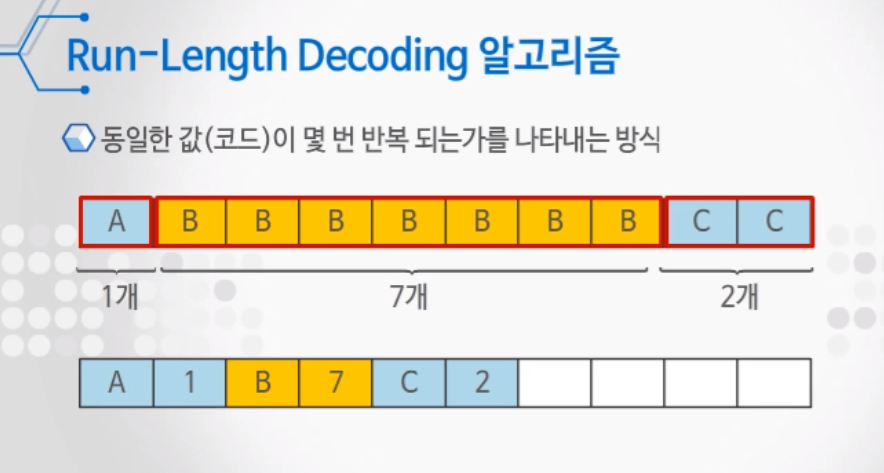 Run-Length Decoding 알고리즘
동일한 값(코드)이 몇 번 반복 되는가를 나타내는 방식
A B B B B B B B C C
1개 7개 2개
A 1 B 7 C 2